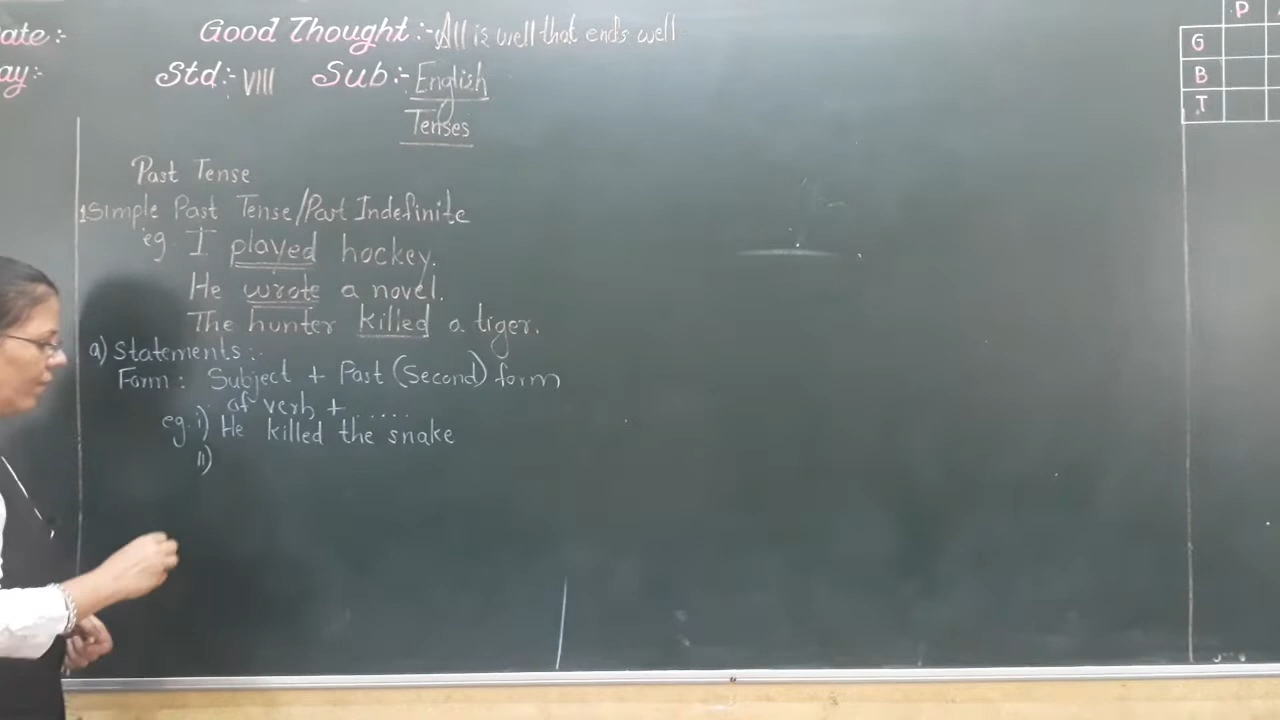 ate:-
Good Thought:- All is well that ends well
ay:-
Std:- VIII Sub:- English
Tenses
P
G
B
T
Past Tense
1. Simple Past Tense/Past Indefinite
eg. I played hockey.
He wrote a novel.
The hunter killed a tiger.
a) Statements:-
Form: Subject + Past (Second) form
of verb + .....
eg. i) He killed the snake
ii)